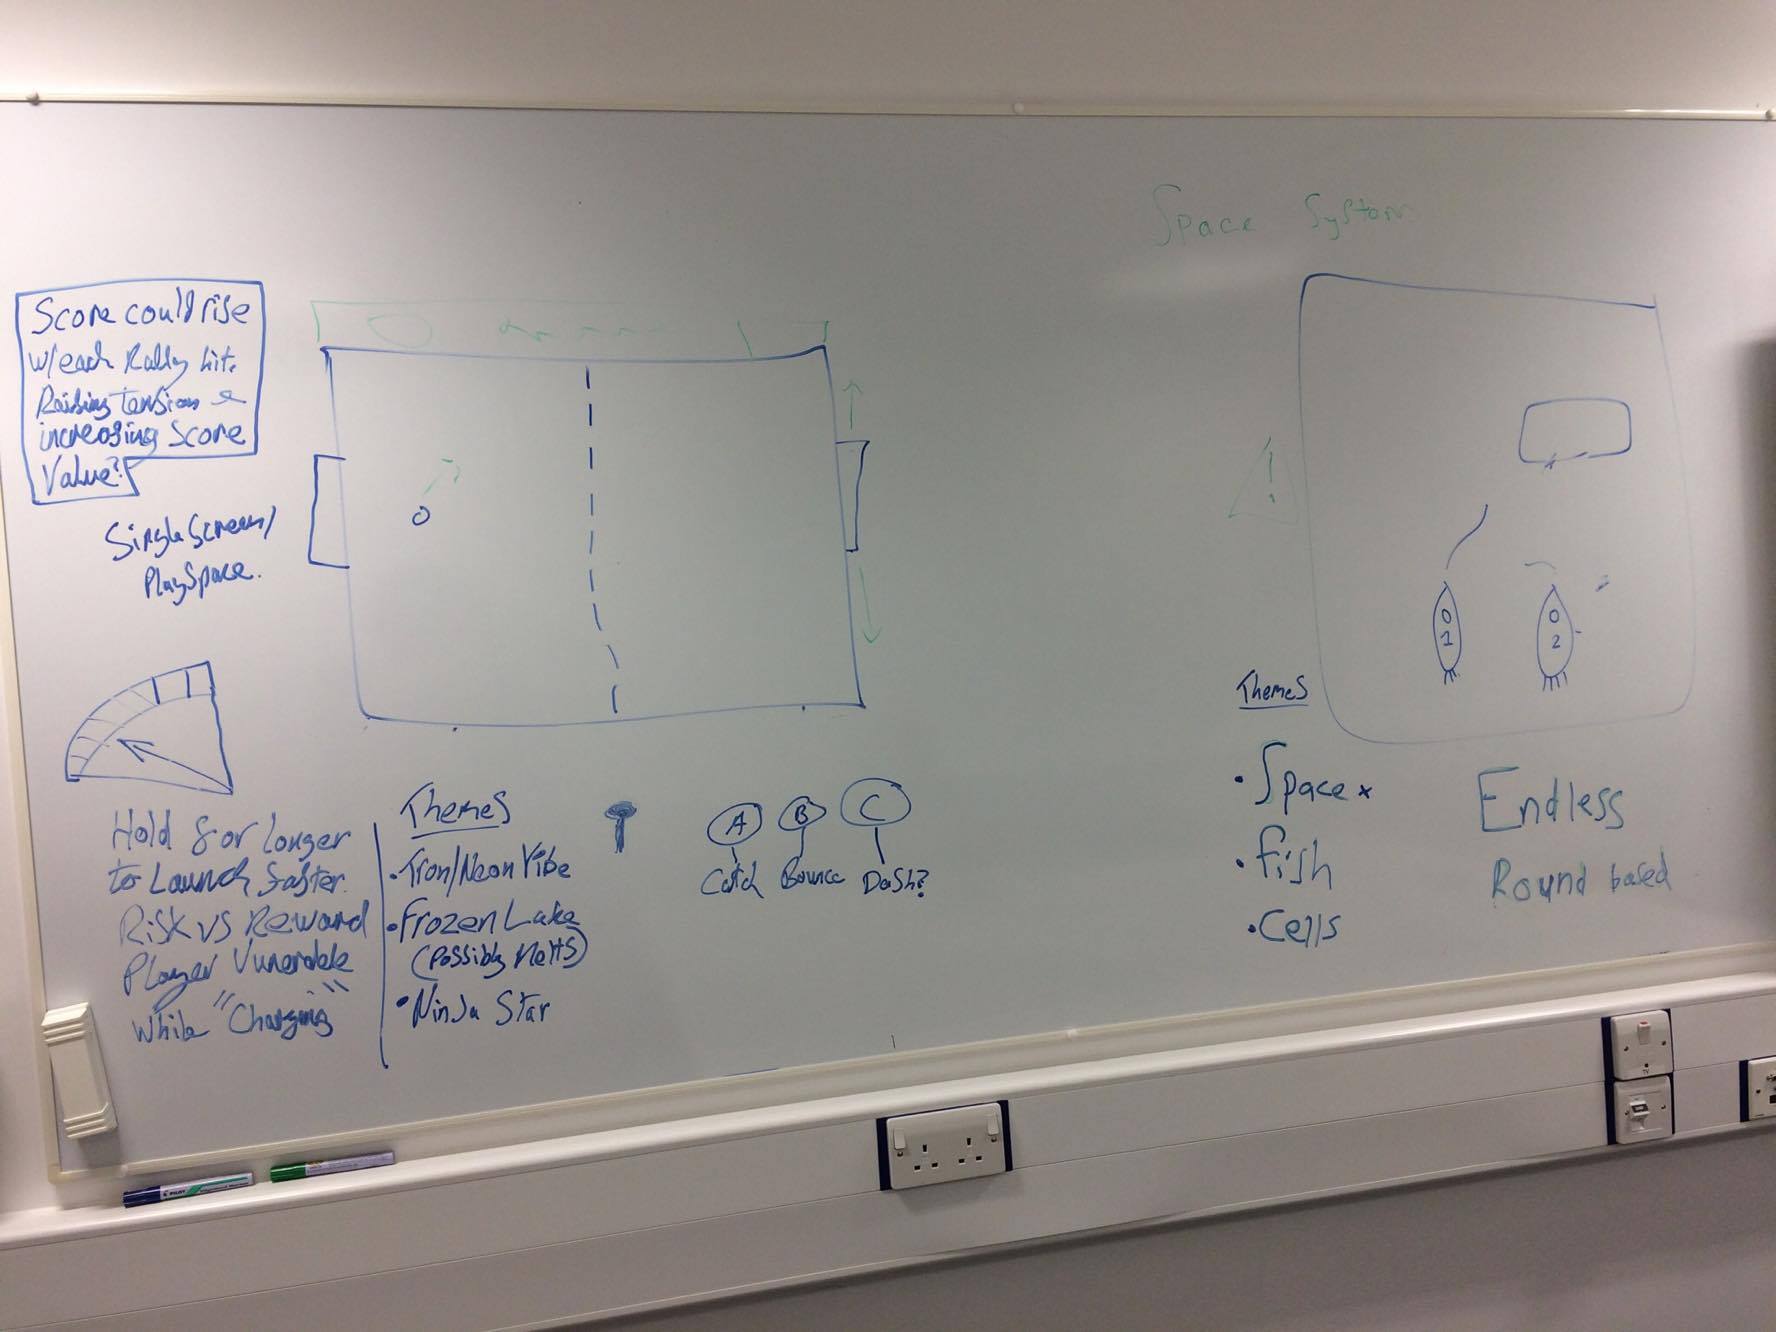 Space System
Score could rise
w/each Rally hit.
Raising tension &
increasing Score
Value?
Single Screen/
PlaySpace.
Hold for longer
to Launch faster.
Risk vs Reward
Player Vunerable
while "Charging"
Themes
• Tron/Neon Vibe
• Frozen Lake
(Possibly Melts)
• Ninja Star
A B C
Catch Bounce Dash?
!
0 0
1 2
Themes
• Space x
• fish
• Cells
Endless
Round based
PILOT
TV